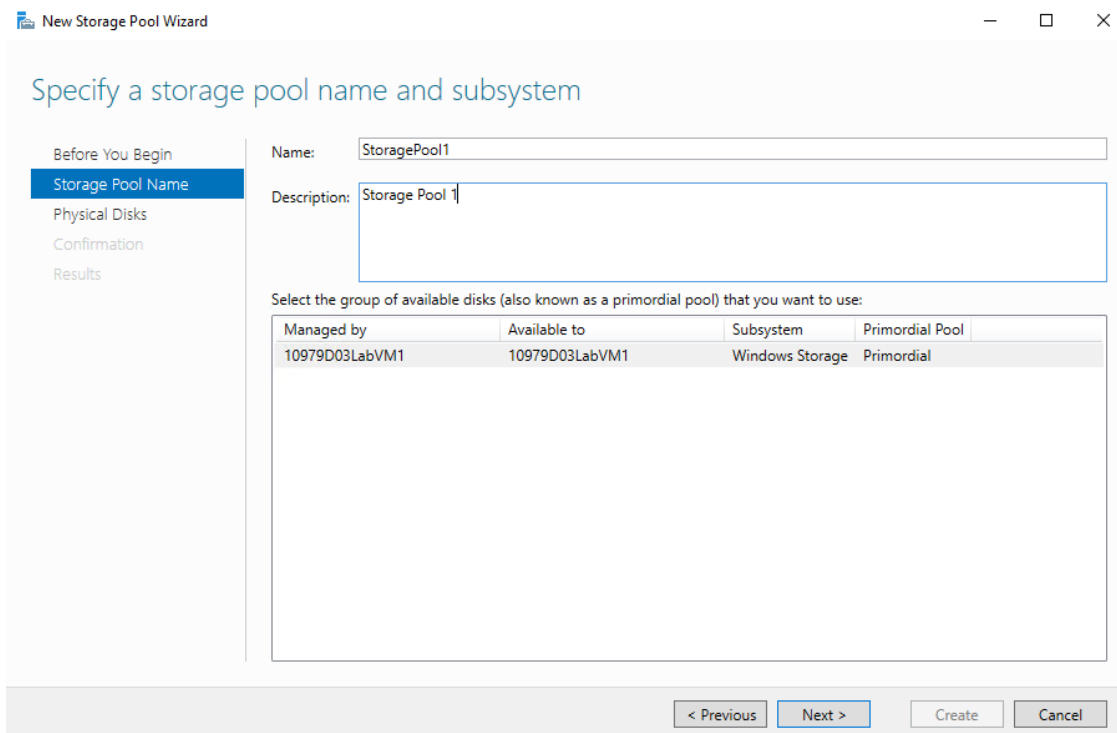 New Storage Pool Wizard
Specify a storage pool name and subsystem
Before You Begin
Storage Pool Name
Physical Disks
Confirmation
Results
Name: StoragePool1
Description: Storage Pool 1
Select the group of available disks (also known as a primordial pool) that you want to use:
Managed by Available to Subsystem Primordial Pool
10979D03LabVM1 10979D03LabVM1 Windows Storage Primordial
< Previous Next > Create Cancel